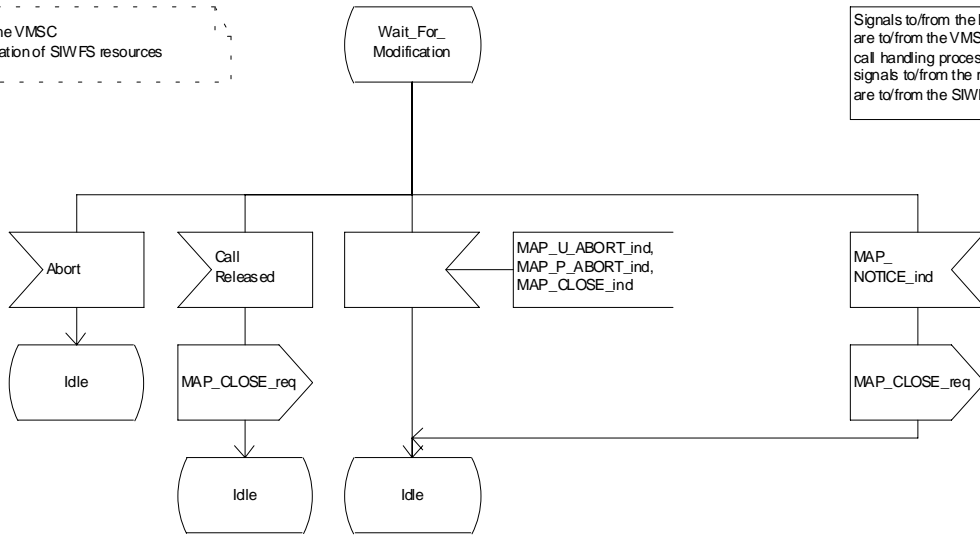 he VMSC
ation of SIWFS resources
Wait_For_
Modification
Signals to/from the
are to/from the VMS
call handling proces
signals to/from the
are to/from the SIW
Abort
Call
Released
MAP_U_ABORT_ind,
MAP_P_ABORT_ind,
MAP_CLOSE_ind
MAP_
NOTICE_ind
Idle
MAP_CLOSE_req
MAP_CLOSE_req
Idle
Idle